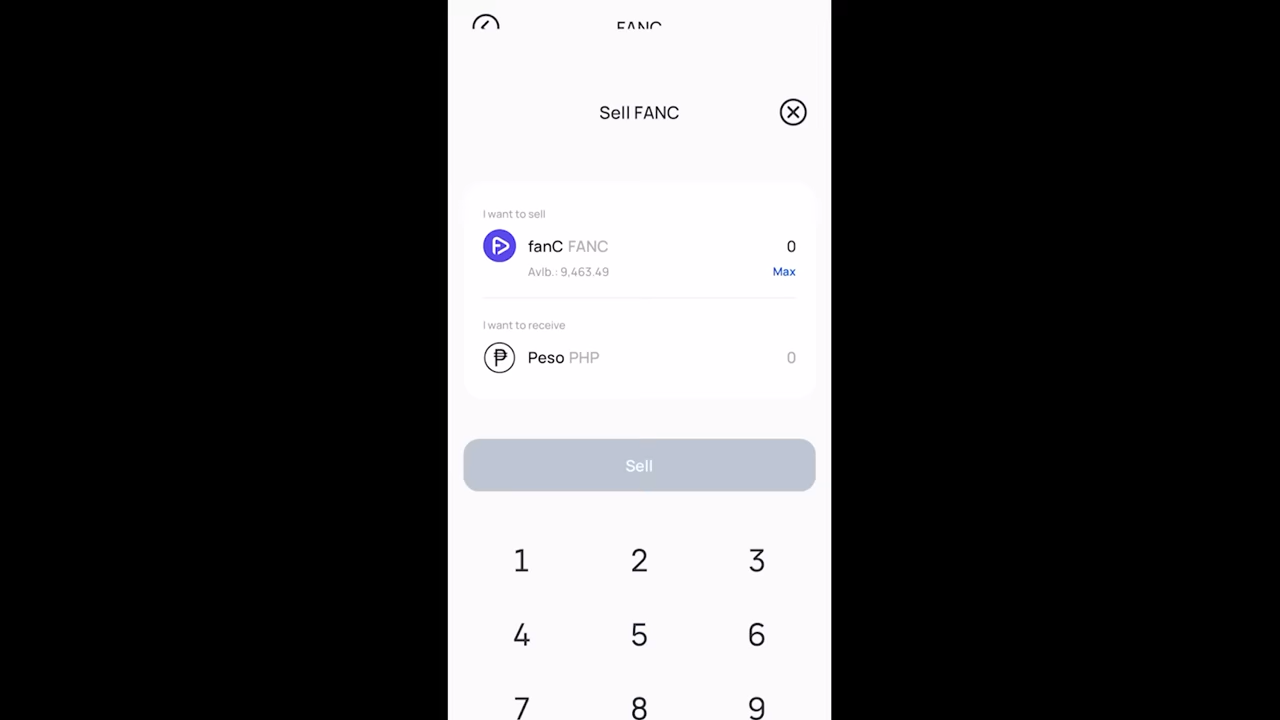 FANC
Sell FANC
I want to sell
fanC FANC 0
Avlb.: 9,463.49 Max
I want to receive
₱ Peso PHP 0
Sell
1 2 3
4 5 6
7 8 9